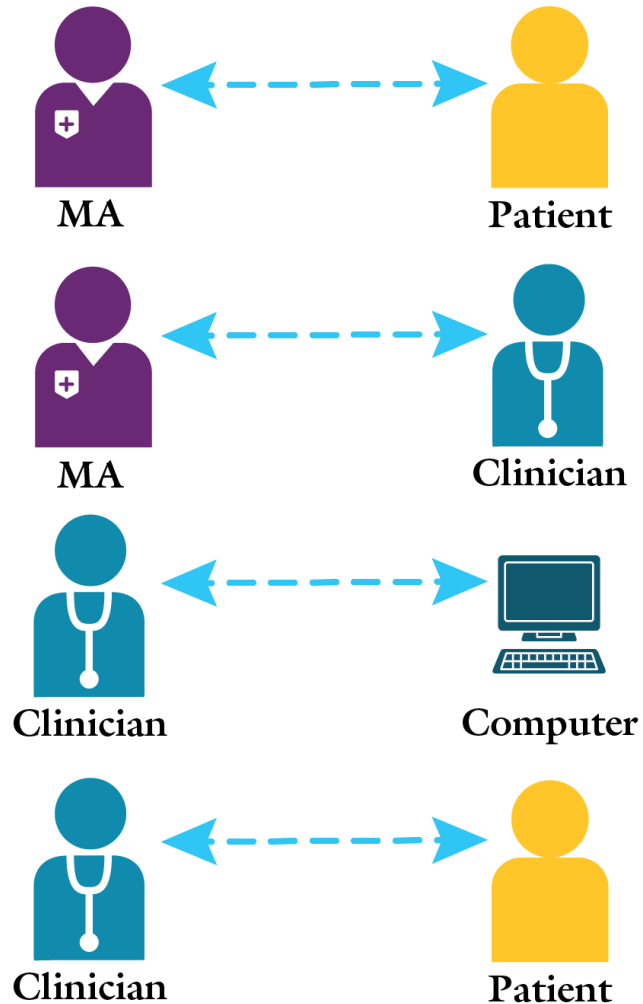 MA
Patient
MA
Clinician
Clinician
Computer
Clinician
Patient